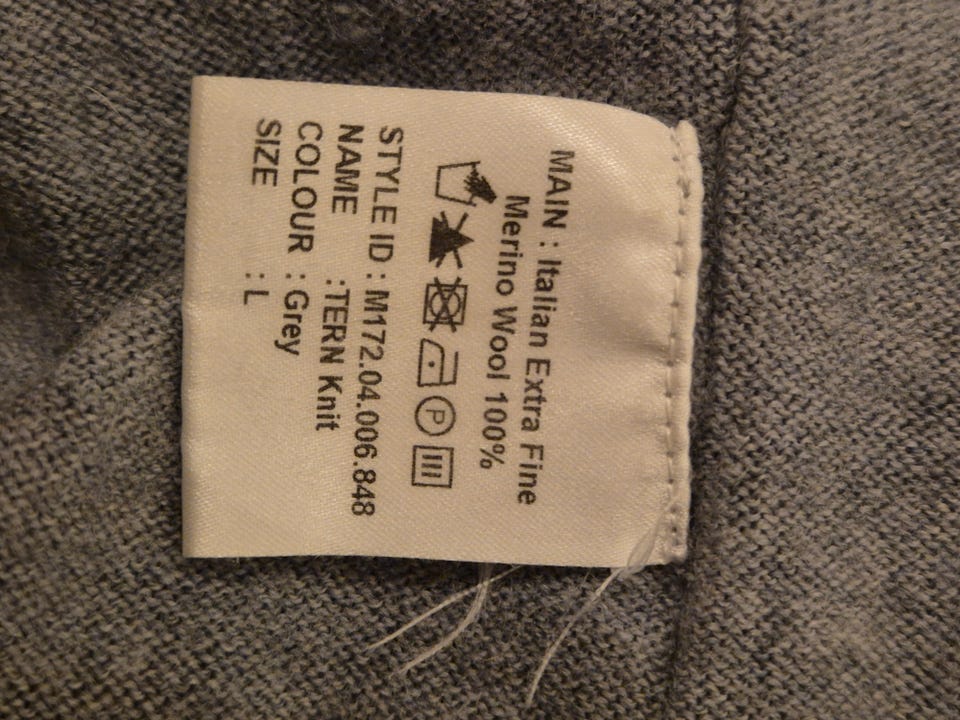 MAIN : Italian Extra Fine
Merino Wool 100%
P
STYLE ID : M172.04.006.848
NAME :TERN Knit
COLOUR : Grey
SIZE : L